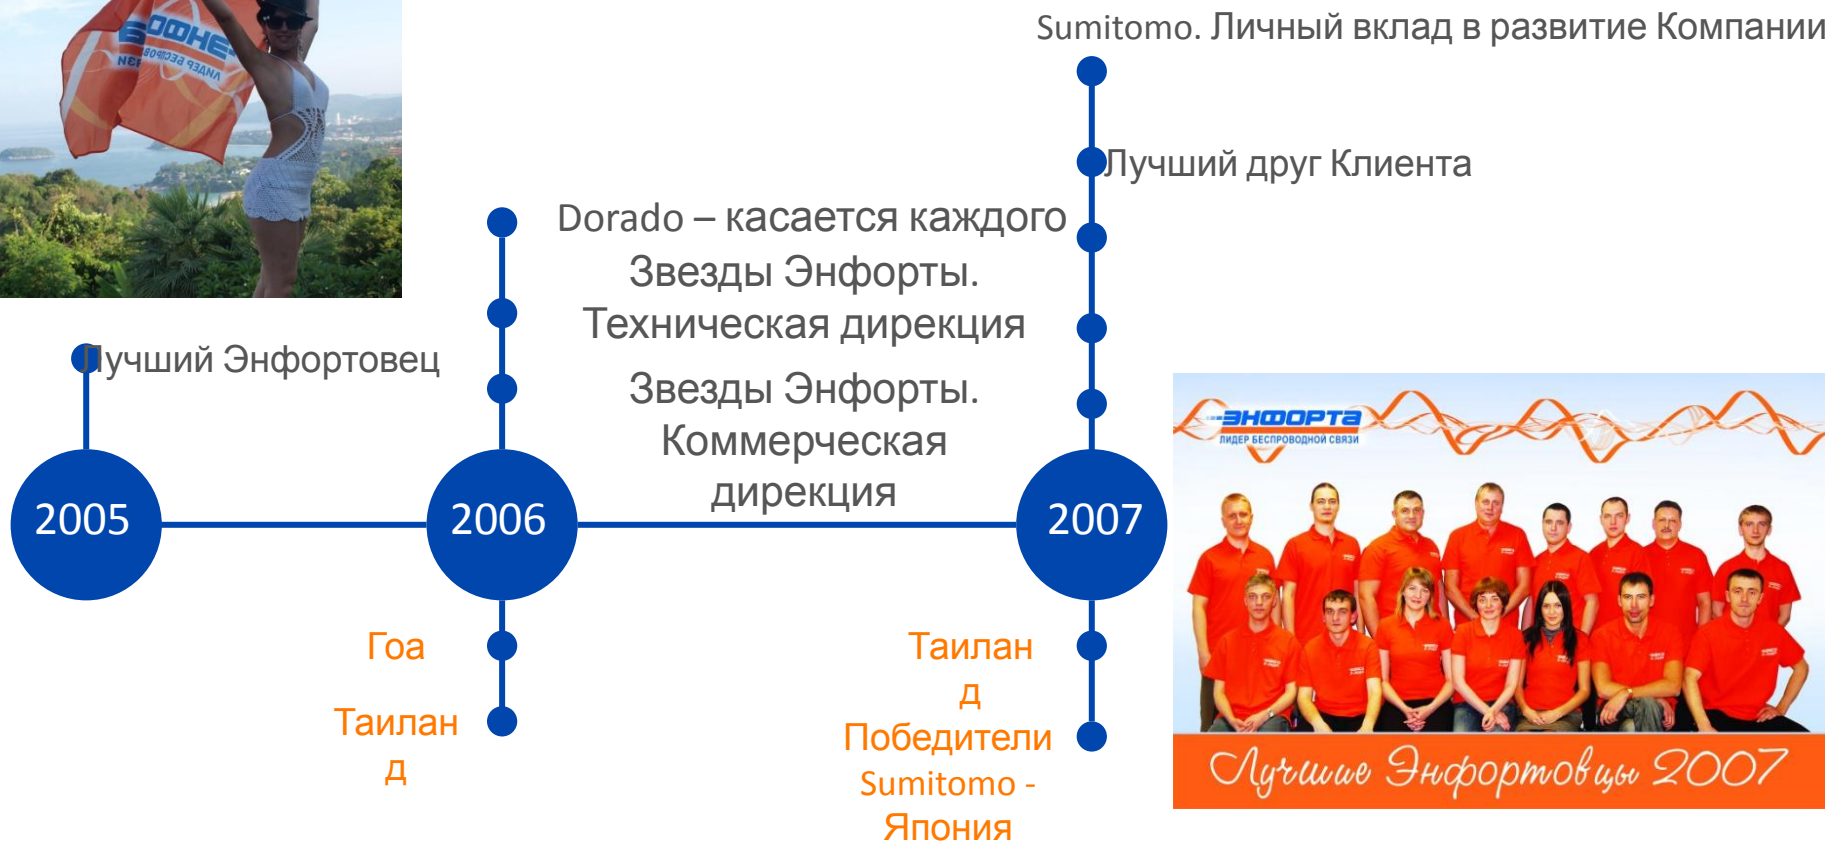 Sumitomo. Личный вклад в развитие Компании
Лучший друг Клиента
Dorado – касается каждого
Звезды Энфорты.
Техническая дирекция
Звезды Энфорты.
Коммерческая
дирекция
Лучший Энфортовец
2005
2006
2007
Гоа
Таилан
д
Таилан
д
Победители
Sumitomo -
Япония
ЭНФОРТА
ЛИДЕР БЕСПРОВОДНОЙ СВЯЗИ
Лучшие Энфортовцы 2007